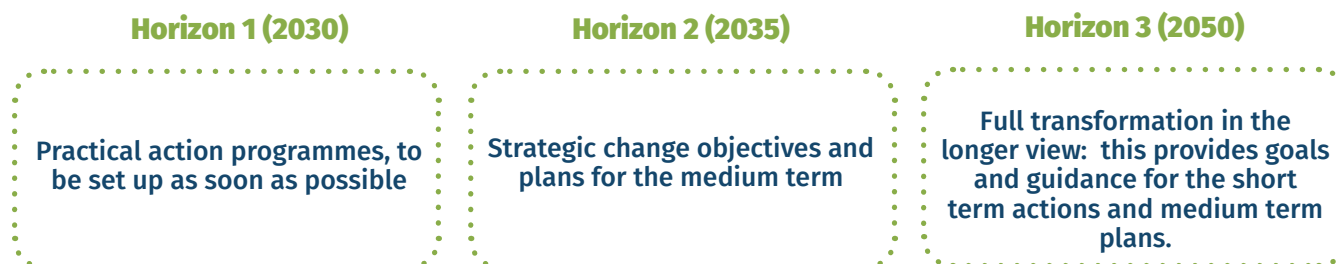 Horizon 1 (2030)
Practical action programmes, to
be set up as soon as possible
Horizon 2 (2035)
Strategic change objectives and
plans for the medium term
Horizon 3 (2050)
Full transformation in the
longer view: this provides goals
and guidance for the short
term actions and medium term
plans.